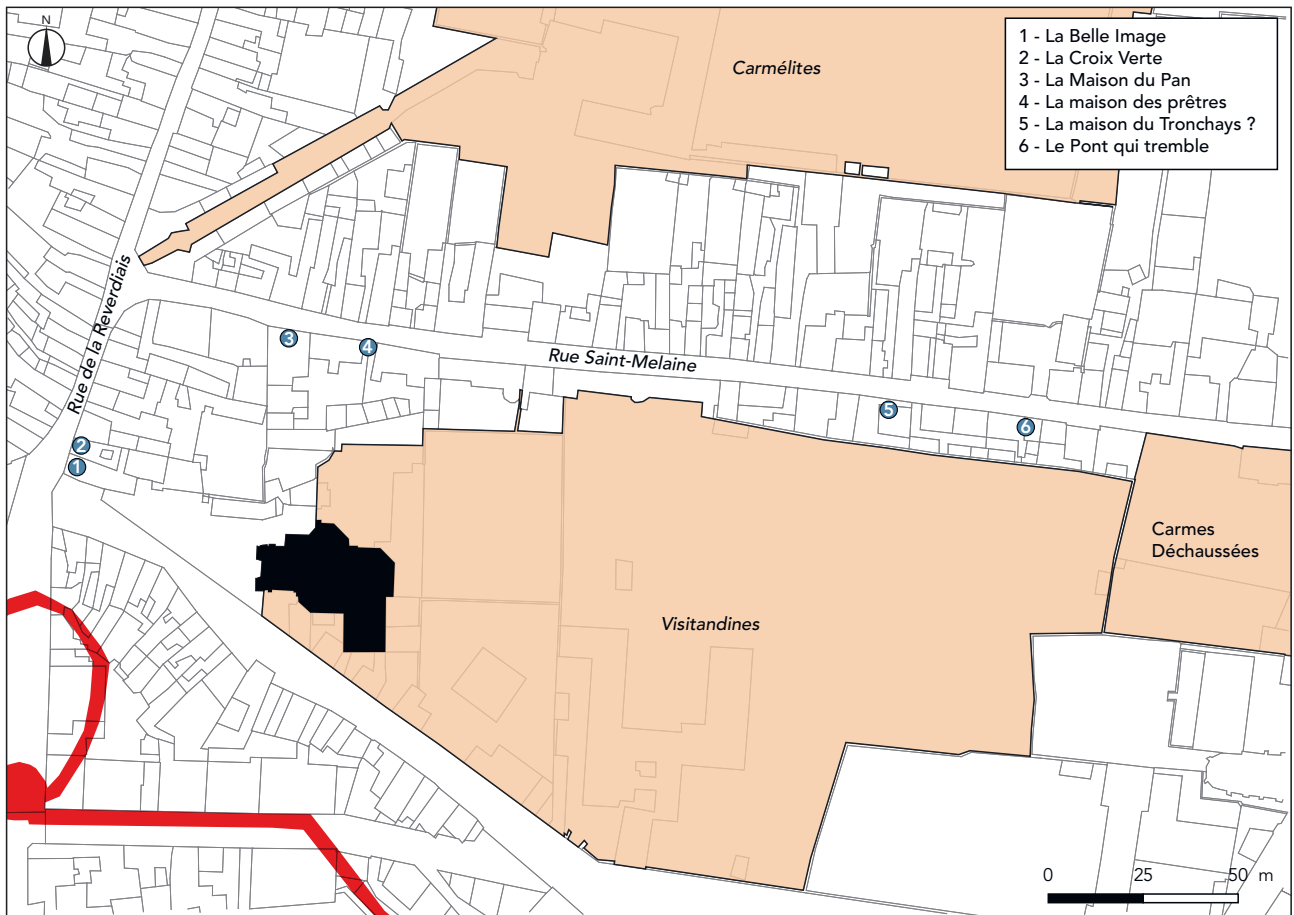 N
1 - La Belle Image
2 - La Croix Verte
3 - La Maison du Pan
4 - La maison des prêtres
5 - La maison du Tronchays ?
6 - Le Pont qui tremble
Carmélites
Rue de la Reverdiais
3
4
Rue Saint-Melaine
5
6
2
1
Carmes
Déchaussées
Visitandines
0 25 50 m